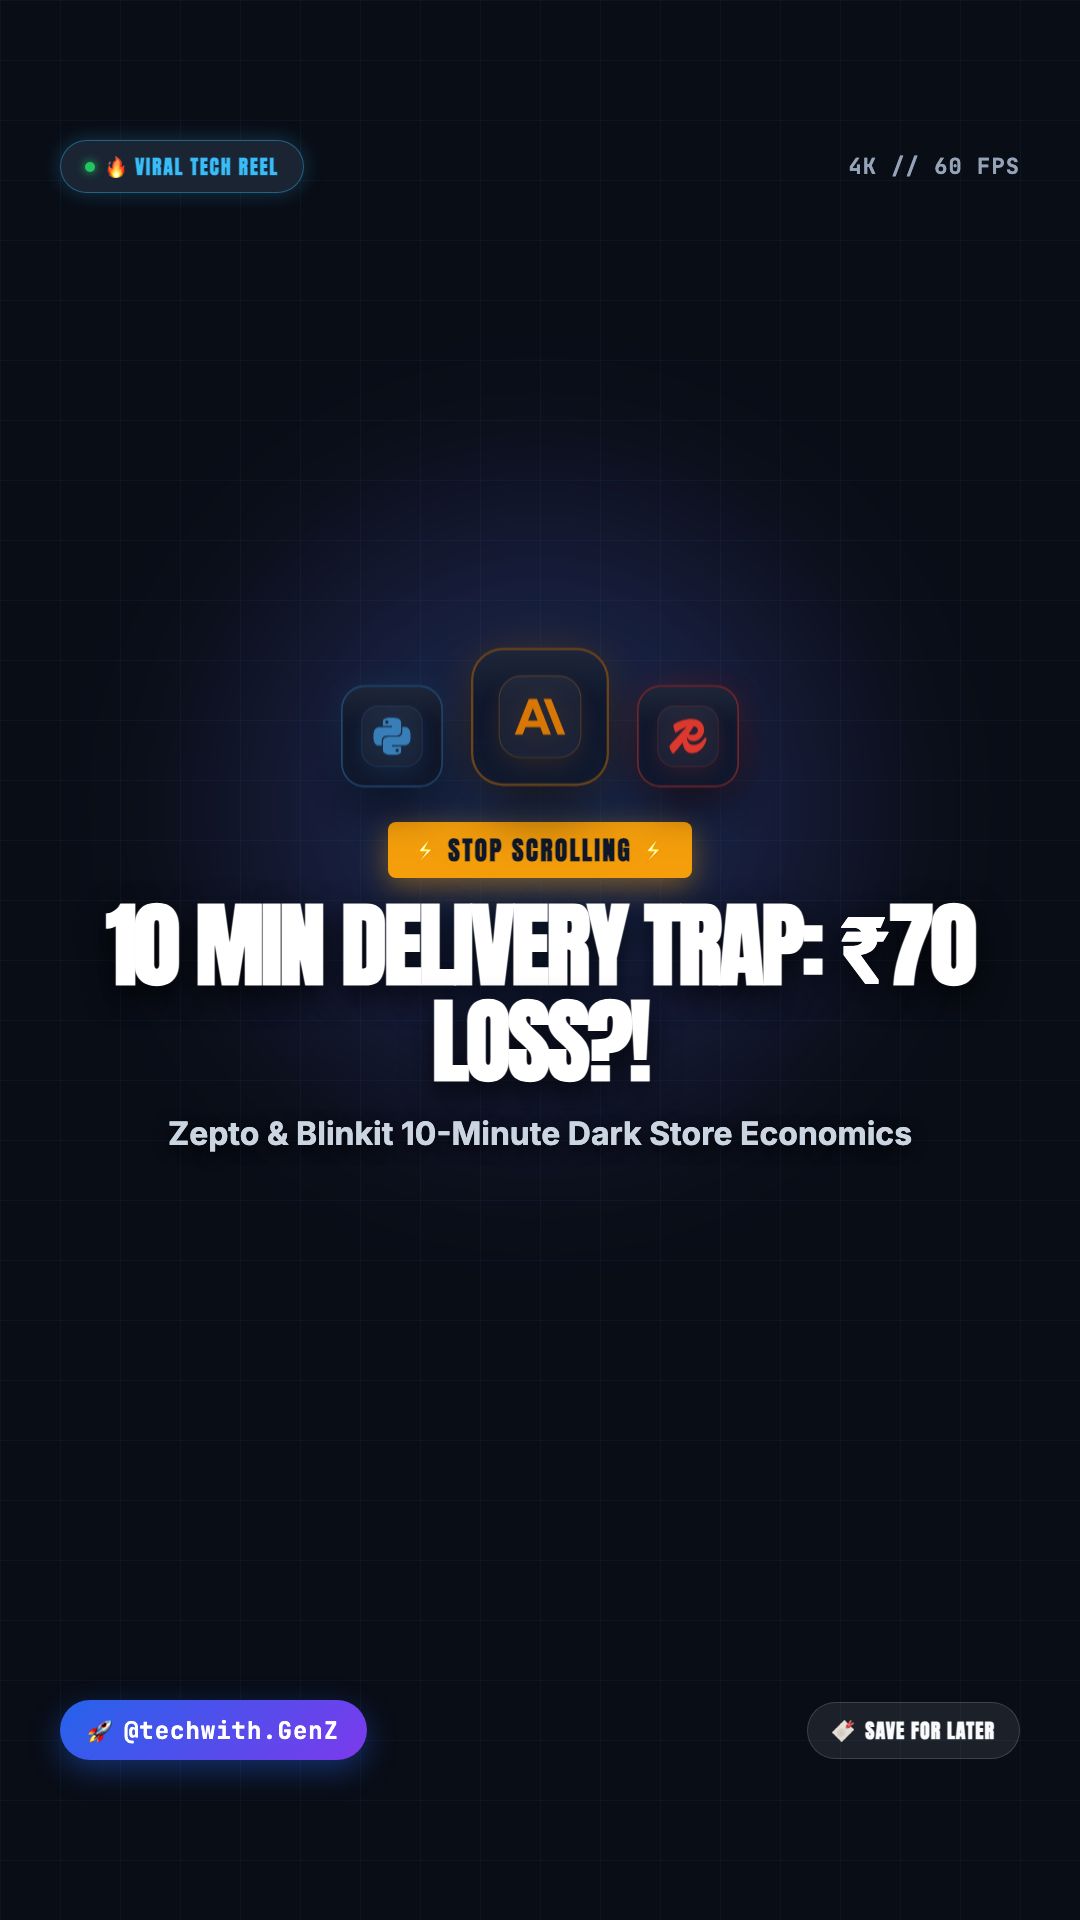 🔥 VIRAL TECH REEL
4K // 60 FPS
⚡ STOP SCROLLING ⚡
10 MIN DELIVERY TRAP: ₹70
LOSS?!
Zepto & Blinkit 10-Minute Dark Store Economics
🚀 @techwith.GenZ
🔖 SAVE FOR LATER